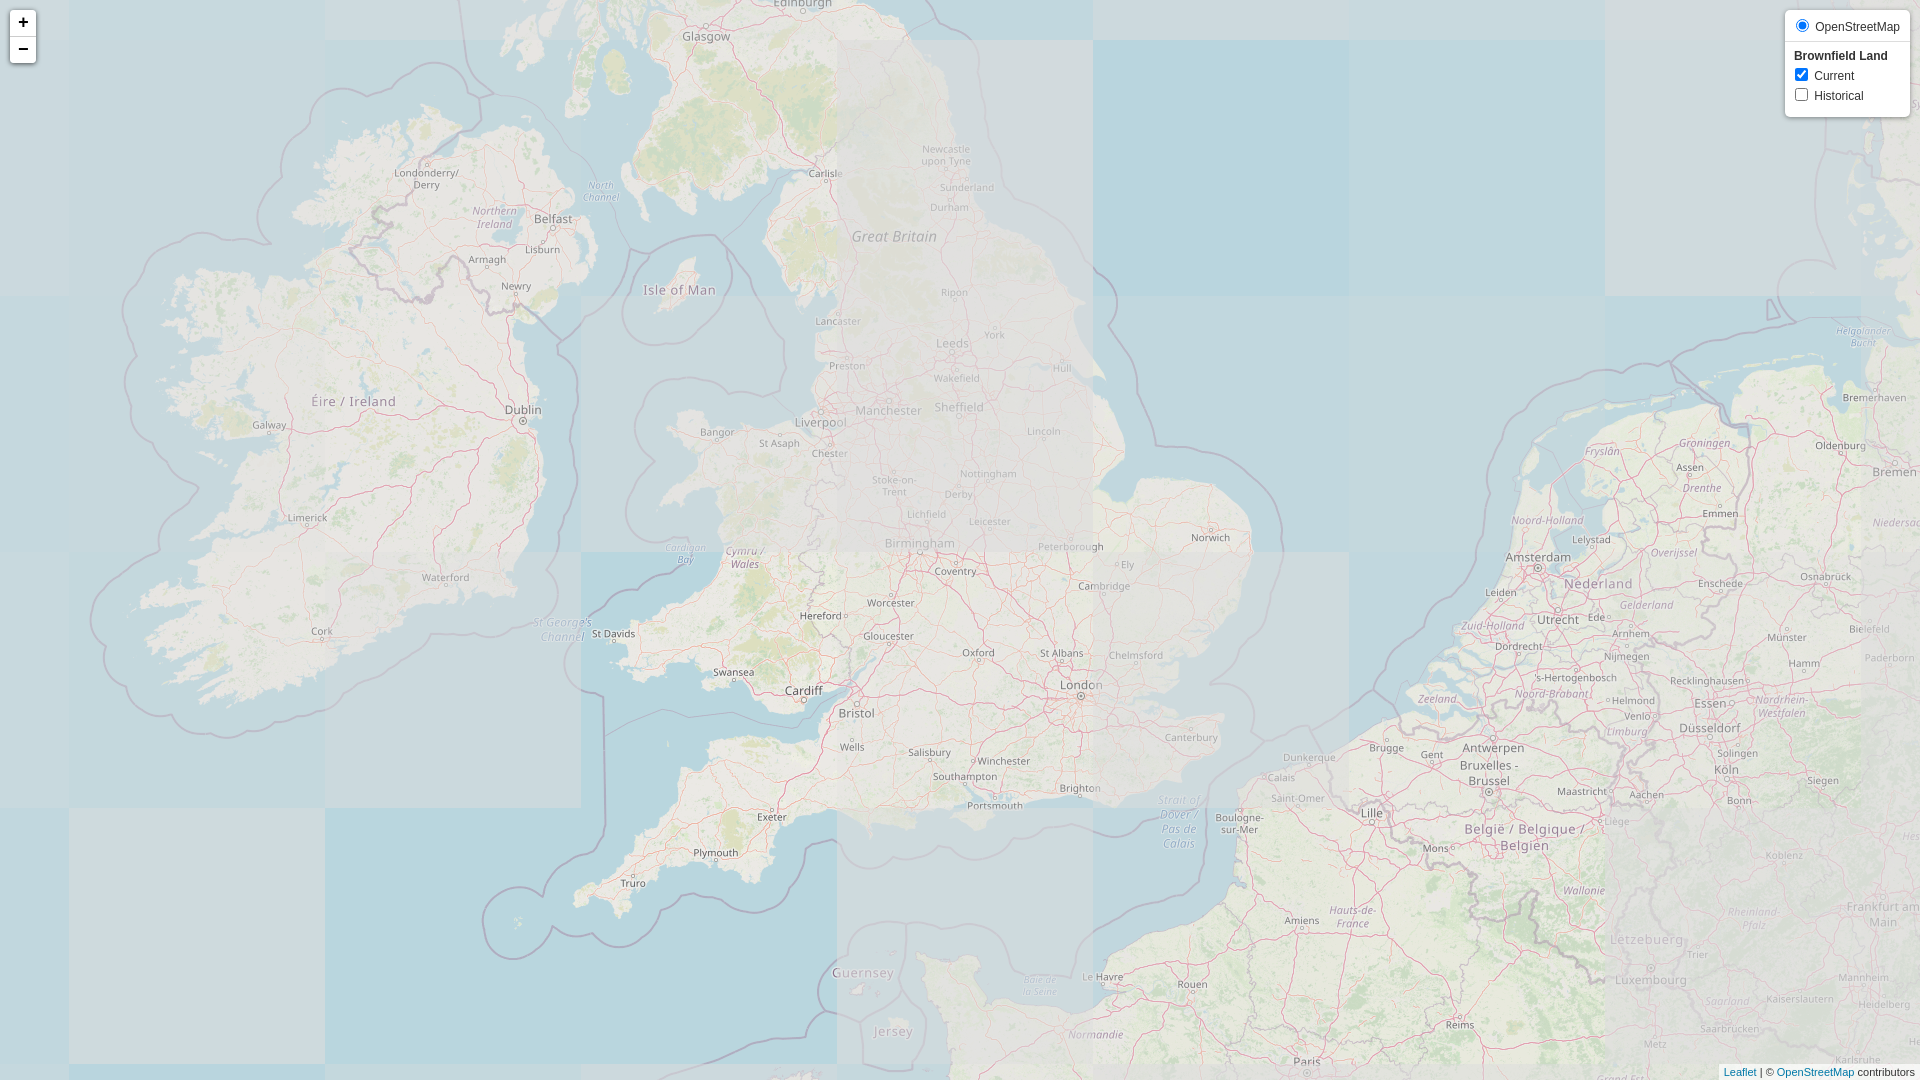 +
−
OpenStreetMap
Brownfield Land
Current
Historical
Edinburgh
Glasgow
Newcastle
upon Tyne
Carlisle
Londonderry/
Derry
North
Channel
Sunderland
Durham
Northern
Ireland
Belfast
Great Britain
Lisburn
Armagh
Newry
Isle of Man
Ripon
Lancaster
York
Leeds
Helgoländer
Bucht
Preston
Hull
Wakefield
Éire / Ireland
Dublin
Manchester
Sheffield
Bremerhaven
Galway
Liverpool
Bangor
St Asaph
Lincoln
Chester
Groningen
Oldenburg
Fryslân
Assen
Bremen
Stoke-on-
Trent
Nottingham
Derby
Drenthe
Limerick
Lichfield
Leicester
Emmen
Noord-Holland
Niedersac
Norwich
Lelystad
Birmingham
Peterborough
Cardigan
Bay
Cymru /
Wales
Amsterdam
Overijssel
Coventry
Ely
Waterford
Cambridge
Nederland
Enschede
Osnabrück
Leiden
Worcester
Gelderland
Hereford
St George's
Channel
St Davids
Cork
Gloucester
Utrecht
Ede
Zuid-Holland
Arnhem
Bielefeld
Münster
Dordrecht
Oxford
St Albans
Chelmsford
Nijmegen
Paderborn
Hamm
Swansea
's-Hertogenbosch
Recklinghausen
London
Cardiff
Noord-Brabant
Zeeland
Helmond
Essen
Nordrhein-
Westfalen
Bristol
Venlo
Düsseldorf
Limburg
Canterbury
Wells
Brugge
Antwerpen
Salisbury
Gent
Solingen
Dunkerque
Winchester
Bruxelles -
Brussel
Köln
Southampton
Calais
Siegen
Brighton
Maastricht
Aachen
Saint-Omer
Bonn
Portsmouth
Strait of
Dover /
Pas de
Calais
Exeter
Lille
Boulogne-
sur-Mer
Liège
België / Belgique /
Belgien
Mons
Plymouth
Koblenz
Truro
Wallonie
Hauts-de-
France
Rheinland-
Pfalz
Frankfurt am
Main
Amiens
Lëtzebuerg
Trier
Guernsey
Le Havre
Baie de
la Seine
Rouen
Luxembourg
Mannheim
Saarland
Kaiserslautern
Heidelberg
Jersey
Normandie
Reims
Saarbrücken
Metz
Paris
Karlsruhe
Grand Est
Leaflet | © OpenStreetMap contributors